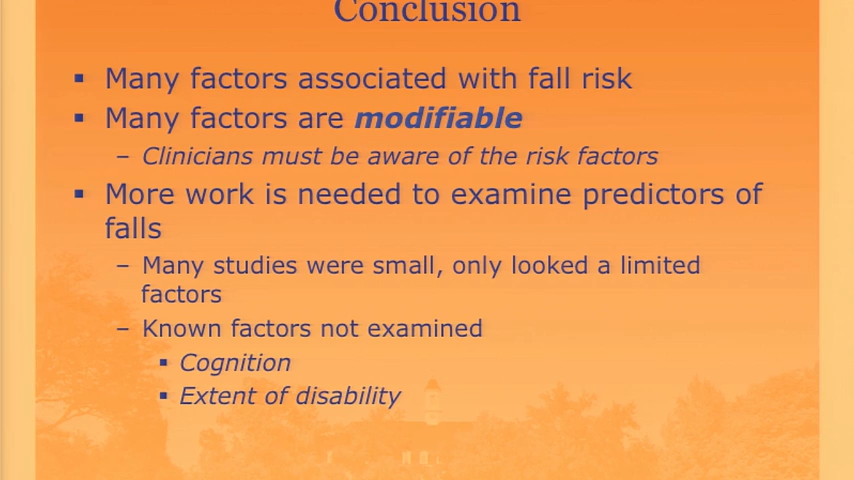 Conclusion
▪ Many factors associated with fall risk
▪ Many factors are modifiable
– Clinicians must be aware of the risk factors
▪ More work is needed to examine predictors of
falls
– Many studies were small, only looked a limited
factors
– Known factors not examined
▪ Cognition
▪ Extent of disability